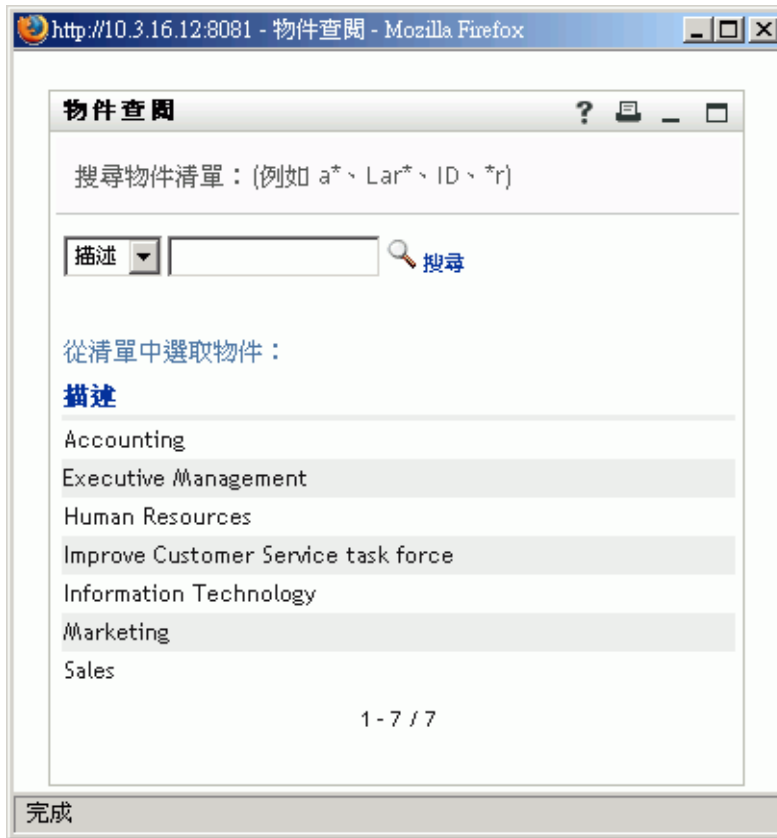 http://10.3.16.12:8081 - 物件查閱 - Mozilla Firefox
物件查閱 ?
搜尋物件清單：(例如 a*、Lar*、ID、*r)
描述 搜尋
從清單中選取物件：
描述
Accounting
Executive Management
Human Resources
Improve Customer Service task force
Information Technology
Marketing
Sales
1 - 7 / 7
完成